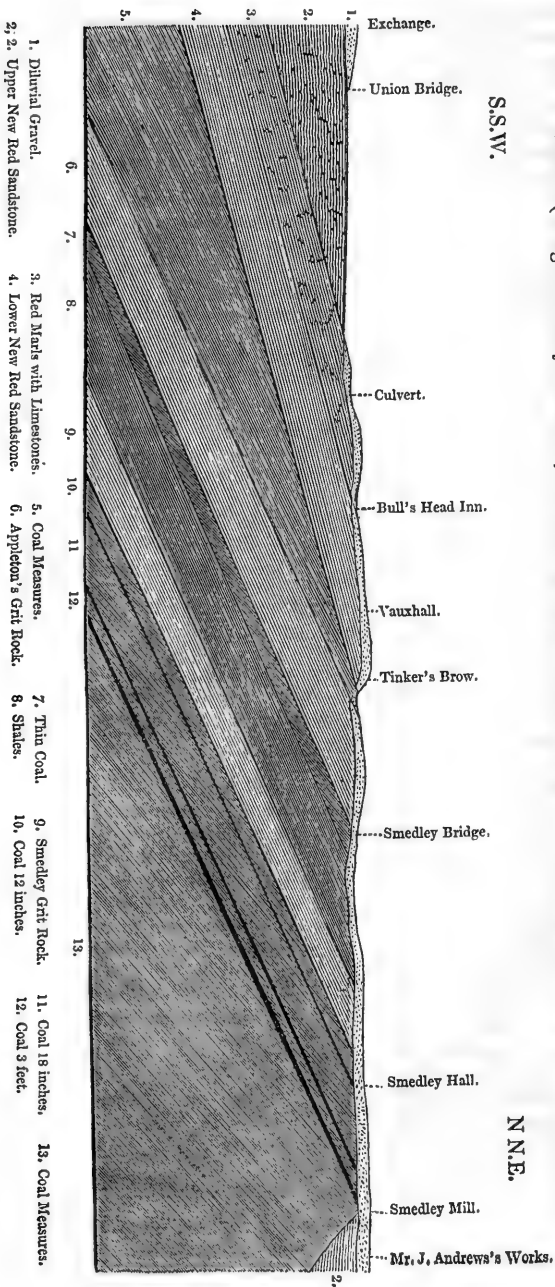 S.S.W.
N N.E.
Exchange.
Union Bridge.
Culvert.
Bull's Head Inn.
Vauxhall.
Tinker's Brow.
Smedley Bridge.
Smedley Hall.
Smedley Mill.
Mr. J. Andrews's Works.
1.
2.
3.
4.
5.
2.
6.
7.
8.
9.
10.
11
12.
13.
1. Diluvial Gravel.
2, 2. Upper New Red Sandstone.
3. Red Marls with Limestones.
4. Lower New Red Sandstone.
5. Coal Measures.
6. Appleton's Grit Rock.
7. Thin Coal.
8. Shales.
9. Smedley Grit Rock.
10. Coal 12 inches.
11. Coal 18 inches.
12. Coal 3 feet.
13. Coal Measures.